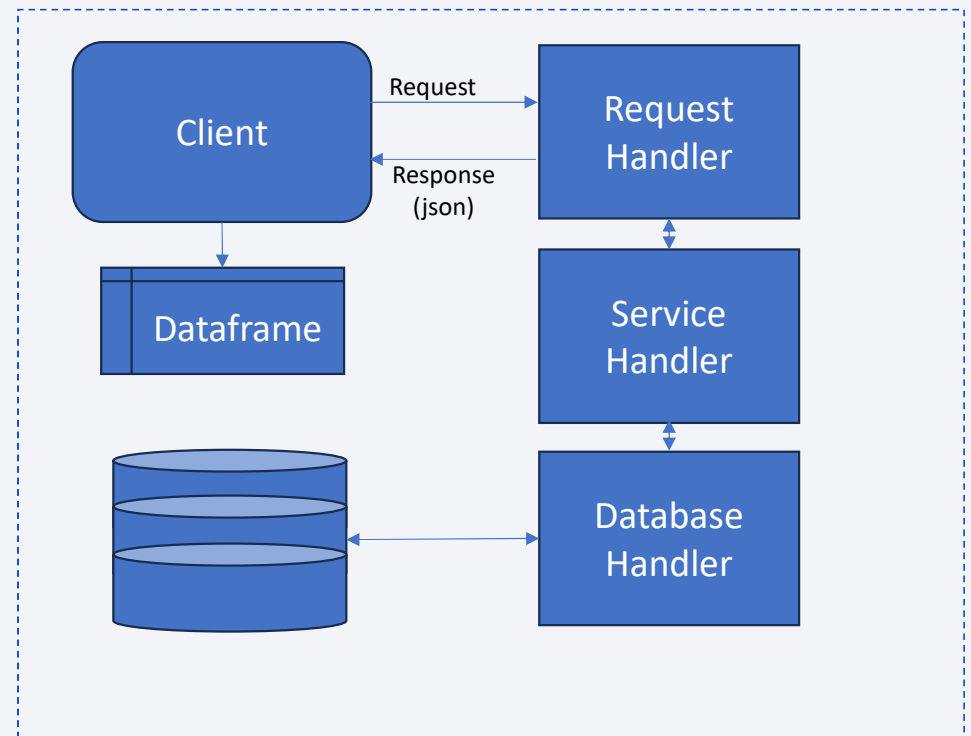 Client
Request
Response
(json)
Request
Handler
Dataframe
Service
Handler
Database
Handler